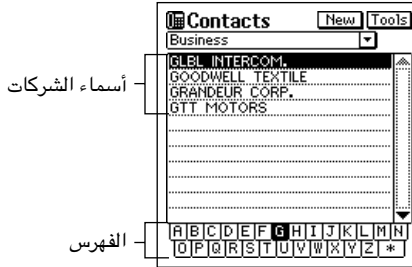 Contacts New Tools
Business
GLBL INTERCOM.
GOODWELL TEXTILE
GRANDEUR CORP.
GTT MOTORS
أسماء الشركات
A B C D E F G H I J K L M N
O P Q R S T U V W X Y Z *
الفهرس